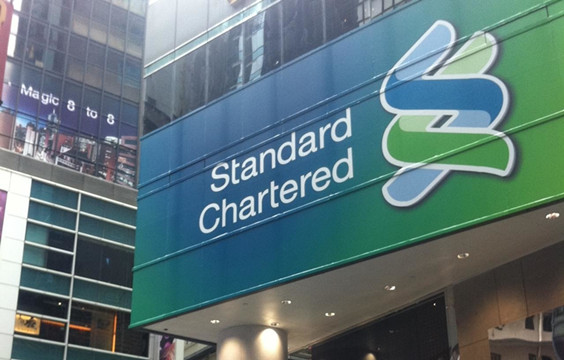 Magic 8 to 8
Standard
Chartered